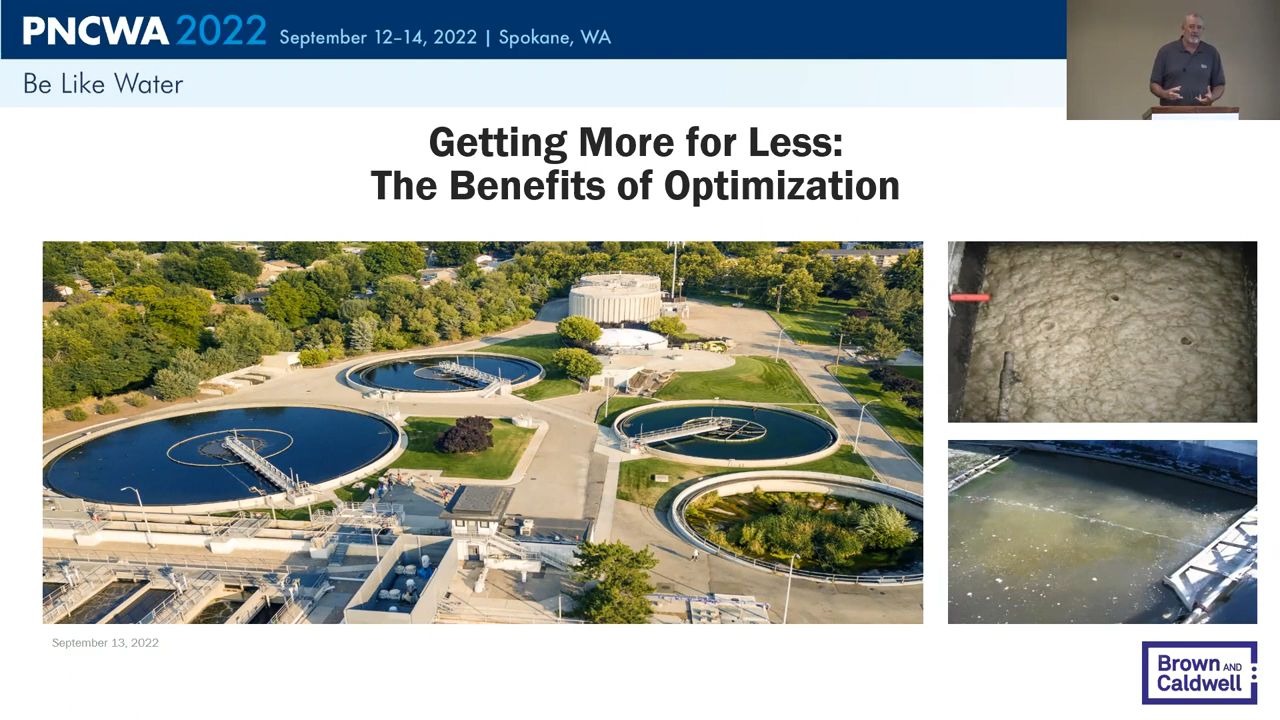 PNCWA 2022 September 12–14, 2022 | Spokane, WA
Be Like Water
Getting More for Less:
The Benefits of Optimization
September 13, 2022
Brown AND
Caldwell